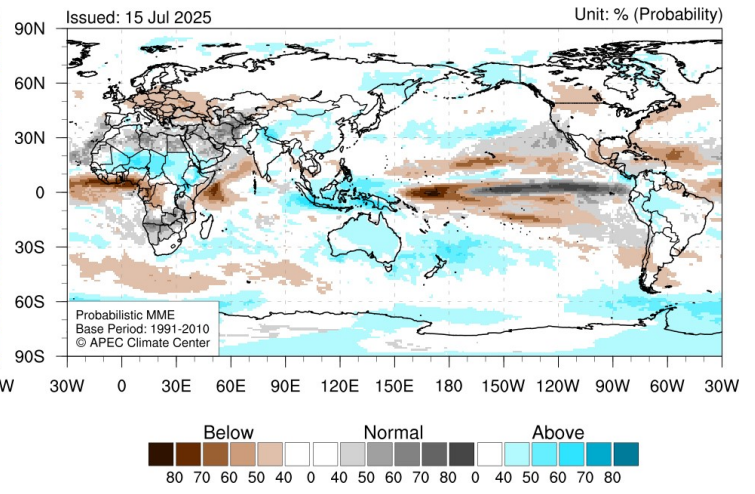 Issued: 15 Jul 2025
Unit: % (Probability)
90N
60N
30N
0
30S
60S
90S
Probabilistic MME
Base Period: 1991-2010
© APEC Climate Center
W 30W 0 30E 60E 90E 120E 150E 180 150W 120W 90W 60W 30W
Below Normal Above
80 70 60 50 40 0 40 50 60 70 80 0 40 50 60 70 80